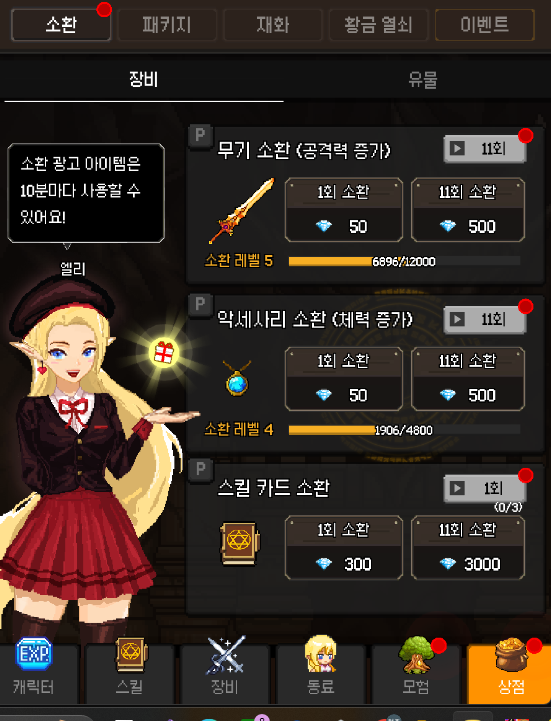 소환
패키지
재화
황금 열쇠
이벤트
장비
유물
소환 광고 아이템은
10분마다 사용할 수
있어요!
엘리
P
무기 소환 (공격력 증가)
11회
1회 소환
50
11회 소환
500
소환 레벨 5
6896/12000
P
악세사리 소환 (체력 증가)
11회
1회 소환
50
11회 소환
500
소환 레벨 4
1906/4800
P
스킬 카드 소환
1회
(0/3)
1회 소환
300
11회 소환
3000
EXP
캐릭터
스킬
장비
동료
모험
상점